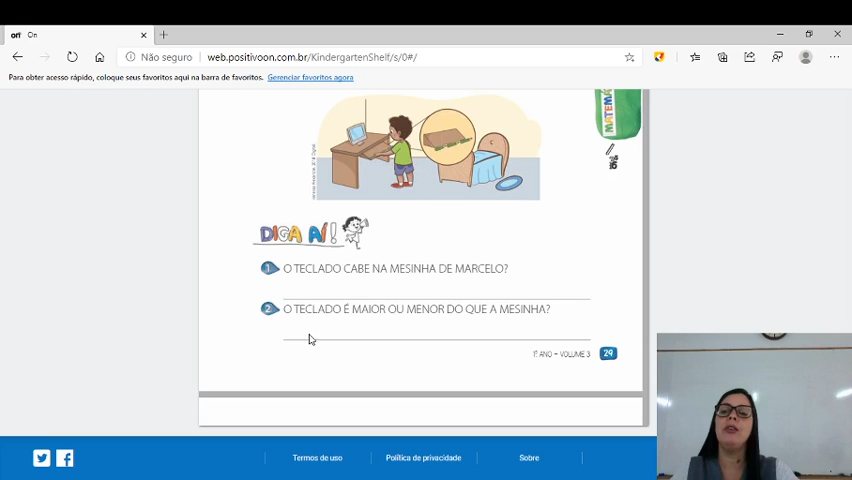 On
Não seguro
web.positivoon.com.br/KindergartenShelf/s/0#/
Para obter acesso rápido, coloque seus favoritos aqui na barra de favoritos. Gerenciar favoritos agora
MATEMÁ
DIGA AÍ!
1 O TECLADO CABE NA MESINHA DE MARCELO?
2 O TECLADO É MAIOR OU MENOR DO QUE A MESINHA?
1º. ANO – VOLUME 3 29
Termos de uso Política de privacidade Sobre